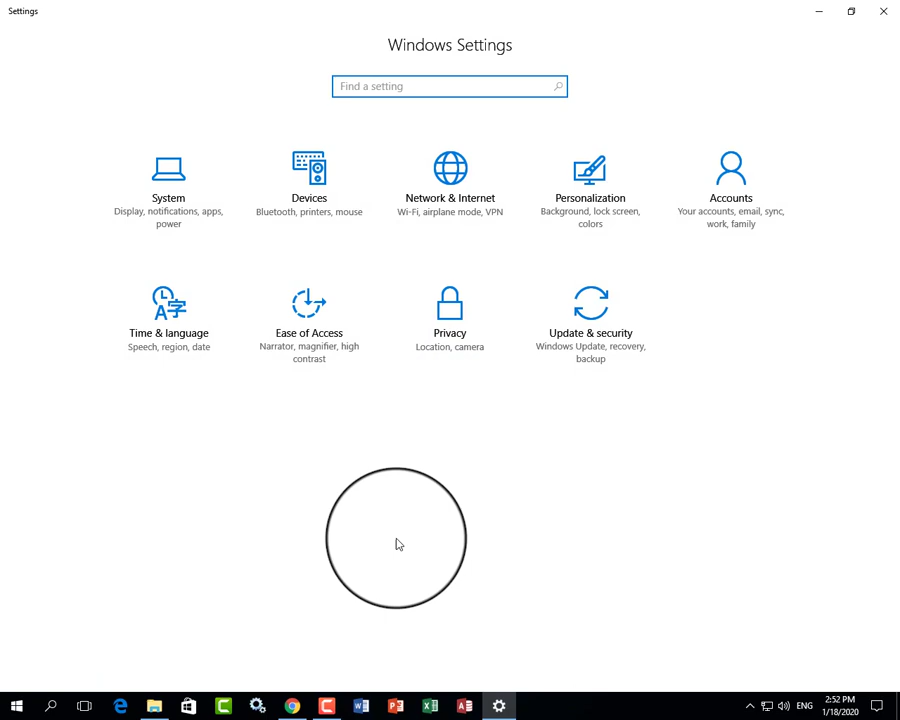 Settings
Windows Settings
Find a setting
System
Display, notifications, apps,
power
Devices
Bluetooth, printers, mouse
Network & Internet
Wi-Fi, airplane mode, VPN
Personalization
Background, lock screen,
colors
Accounts
Your accounts, email, sync,
work, family
Time & language
Speech, region, date
Ease of Access
Narrator, magnifier, high
contrast
Privacy
Location, camera
Update & security
Windows Update, recovery,
backup
ENG
2:52 PM
1/18/2020